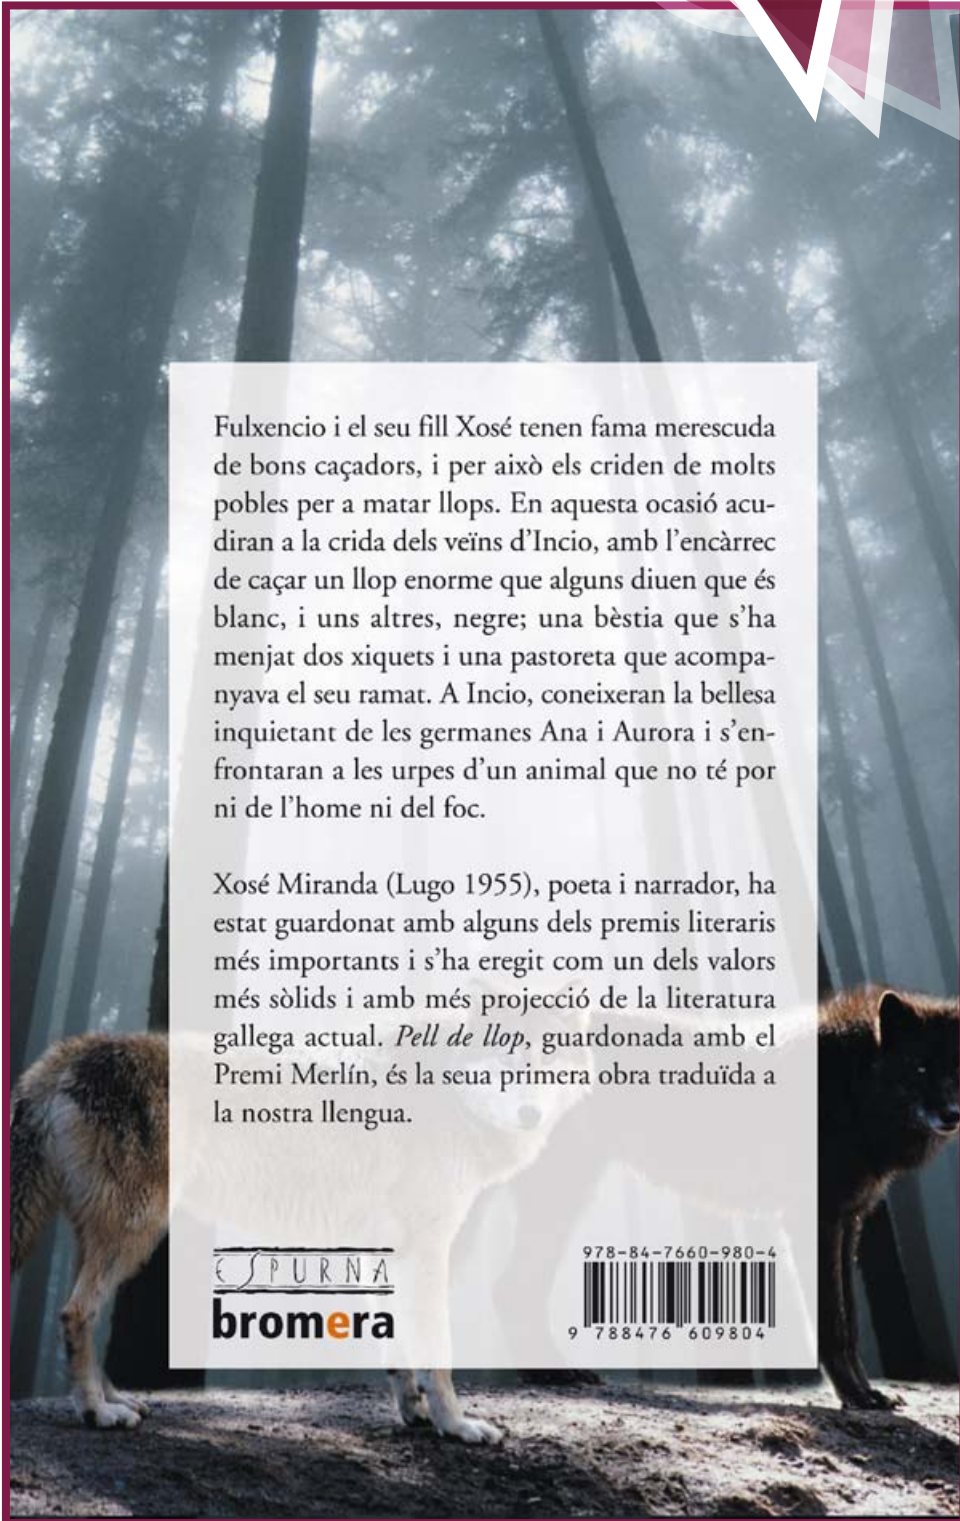 Fulxencio i el seu fill Xosé tenen fama merescuda
de bons caçadors, i per això els criden de molts
pobles per a matar llops. En aquesta ocasió acu-
diran a la crida dels veïns d’Incio, amb l’encàrrec
de caçar un llop enorme que alguns diuen que és
blanc, i uns altres, negre; una bèstia que s’ha
menjat dos xiquets i una pastoreta que acompa-
nyava el seu ramat. A Incio, coneixeran la bellesa
inquietant de les germanes Ana i Aurora i s’en-
frontaran a les urpes d’un animal que no té por
ni de l’home ni del foc.
Xosé Miranda (Lugo 1955), poeta i narrador, ha
estat guardonat amb alguns dels premis literaris
més importants i s’ha eregit com un dels valors
més sòlids i amb més projecció de la literatura
gallega actual. Pell de llop, guardonada amb el
Premi Merlín, és la seua primera obra traduïda a
la nostra llengua.
ESPURNA
bromera
978-84-7660-980-4
9 788476 609804